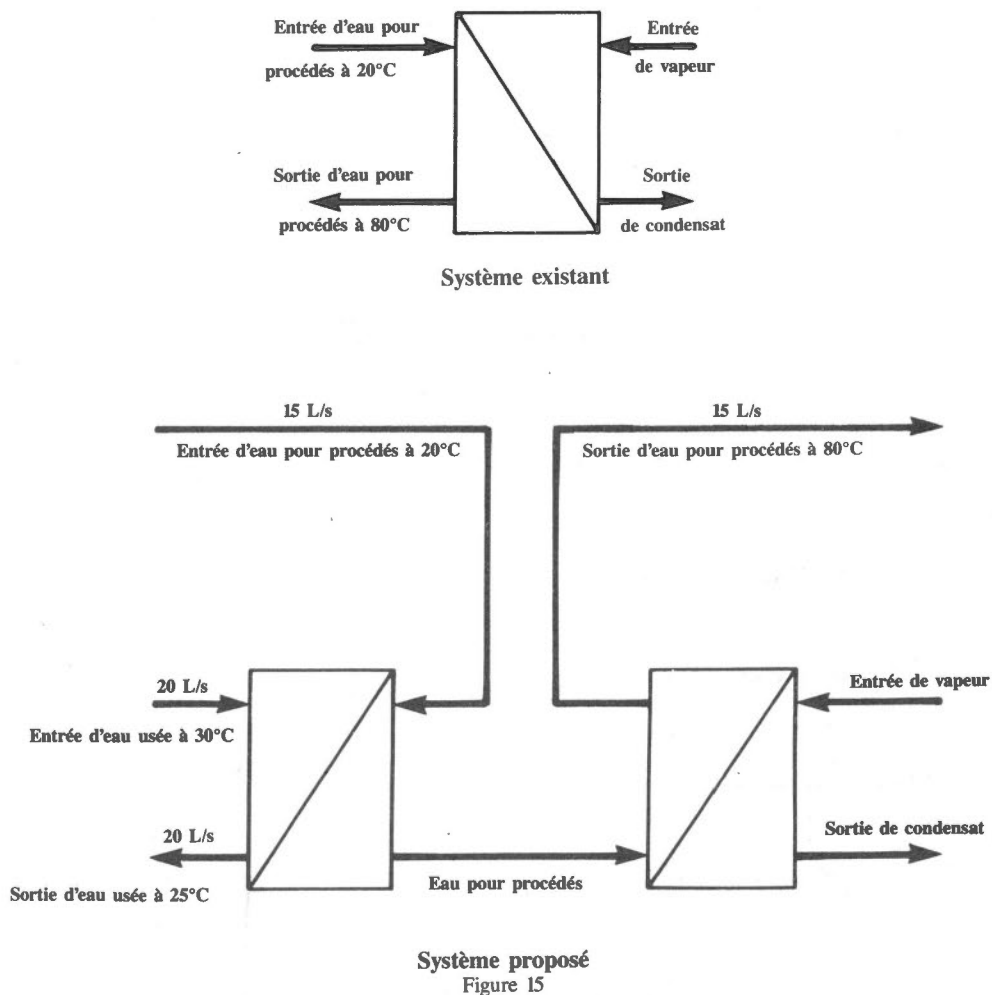 Entrée d'eau pour
procédés à 20°C
Entrée
de vapeur
Sortie d'eau pour
procédés à 80°C
Sortie
de condensat
Système existant
15 L/s
Entrée d'eau pour procédés à 20°C
15 L/s
Sortie d'eau pour procédés à 80°C
20 L/s
Entrée d'eau usée à 30°C
Entrée de vapeur
20 L/s
Sortie d'eau usée à 25°C
Eau pour procédés
Sortie de condensat
Système proposé
Figure 15